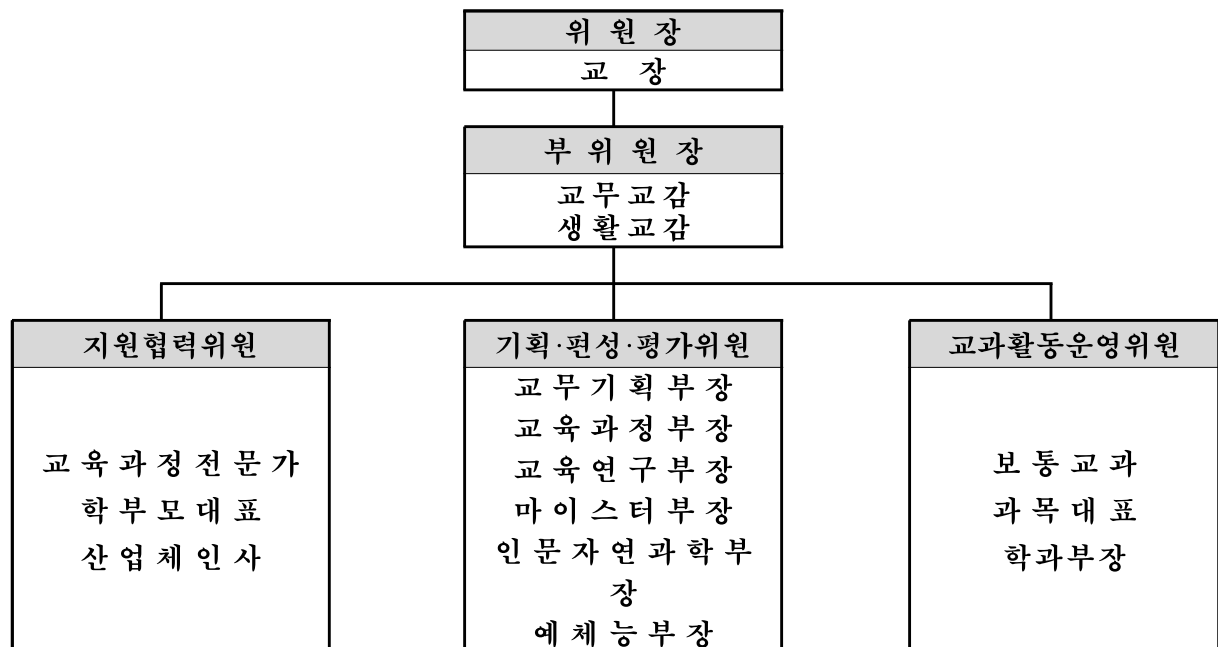 위 원 장
교 장
부 위 원 장
교 무 교 감
생 활 교 감
지원협력위원
교 육 과 정 전 문 가
학 부 모 대 표
산 업 체 인 사
기획·편성·평가위원
교 무 기 획 부 장
교 육 과 정 부 장
교 육 연 구 부 장
마 이 스 터 부 장
인 문 자 연 과 학 부
장
예 체 능 부 장
교과활동운영위원
보 통 교 과
과 목 대 표
학 과 부 장